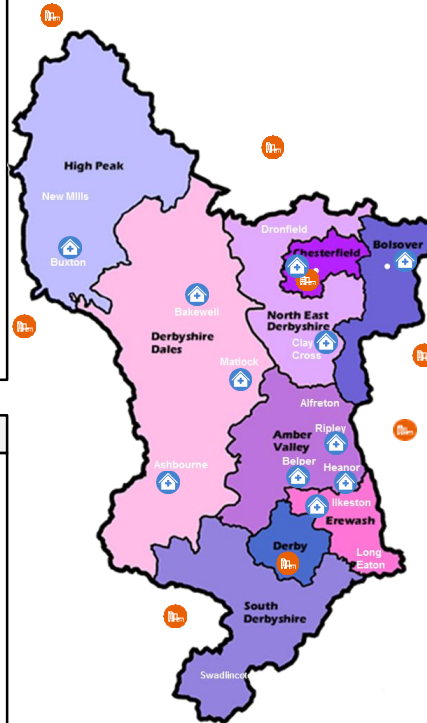 High Peak
New Mills
Buxton
Dronfield
Chesterfield
Bolsover
Bakewell
North East
Derbyshire
Derbyshire
Dales
Clay
Cross
Matlock
Alfreton
Ripley
Amber
Valley
Belper
Heanor
Ashbourne
Ilkeston
Erewash
Derby
Long
Eaton
South
Derbyshire
Swadlincote